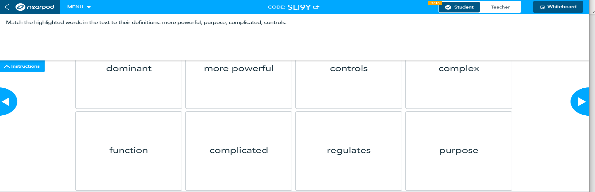 nearpod MENU CODE: SLJ9Y Student Teacher Whiteboard
Match the highlighted words in the text to their definitions: more powerful, purpose, complicated, controls.
Instructions
dominant more powerful controls complex
function complicated regulates purpose